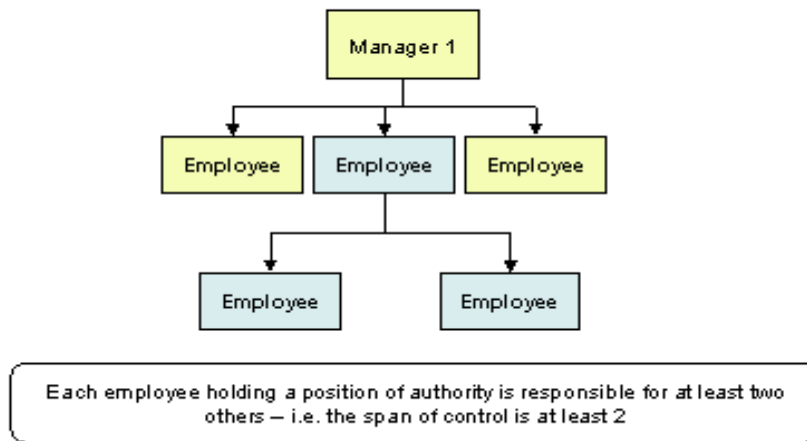 Manager 1
Employee Employee Employee
Employee Employee
Each employee holding a position of authority is responsible for at least two
others – i.e. the span of control is at least 2